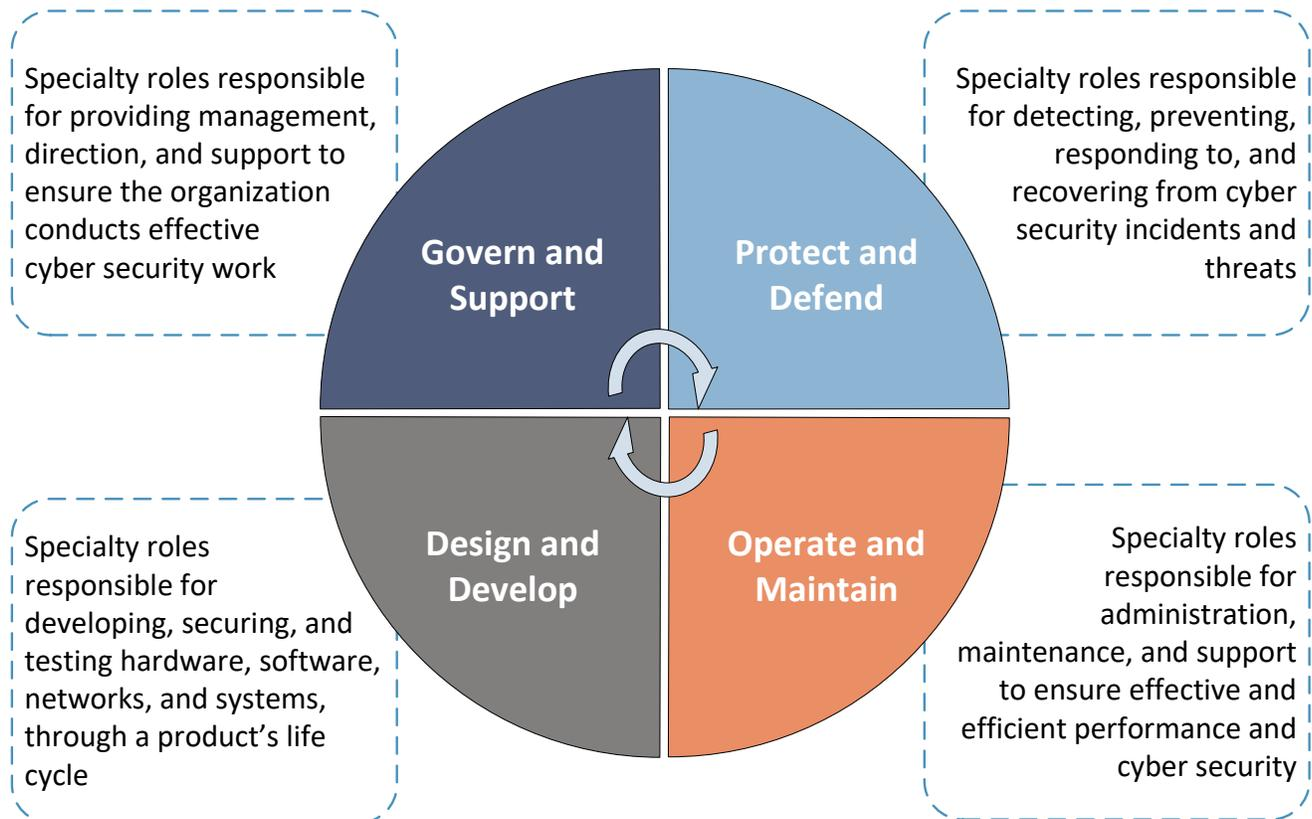 Specialty roles responsible
for providing management,
direction, and support to
ensure the organization
conducts effective
cyber security work
Govern and
Support
Protect and
Defend
Specialty roles responsible
for detecting, preventing,
responding to, and
recovering from cyber
security incidents and
threats
Specialty roles
responsible for
developing, securing, and
testing hardware, software,
networks, and systems,
through a product’s life
cycle
Design and
Develop
Operate and
Maintain
Specialty roles
responsible for
administration,
maintenance, and support
to ensure effective and
efficient performance and
cyber security